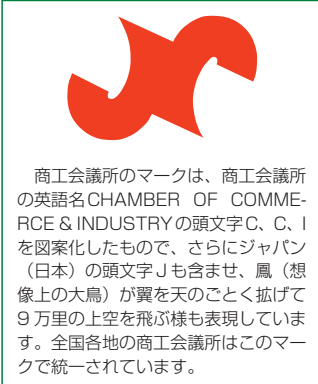 商工会議所のマークは、商工会議所
の英語名CHAMBER OF COMME-
RCE & INDUSTRYの頭文字C、C、I
を図案化したもので、さらにジャパン
（日本）の頭文字Jも含ませ、鳳（想
像上の大鳥）が翼を天のごとく拡げて
９万里の上空を飛ぶ様も表現していま
す。全国各地の商工会議所はこのマー
クで統一されています。